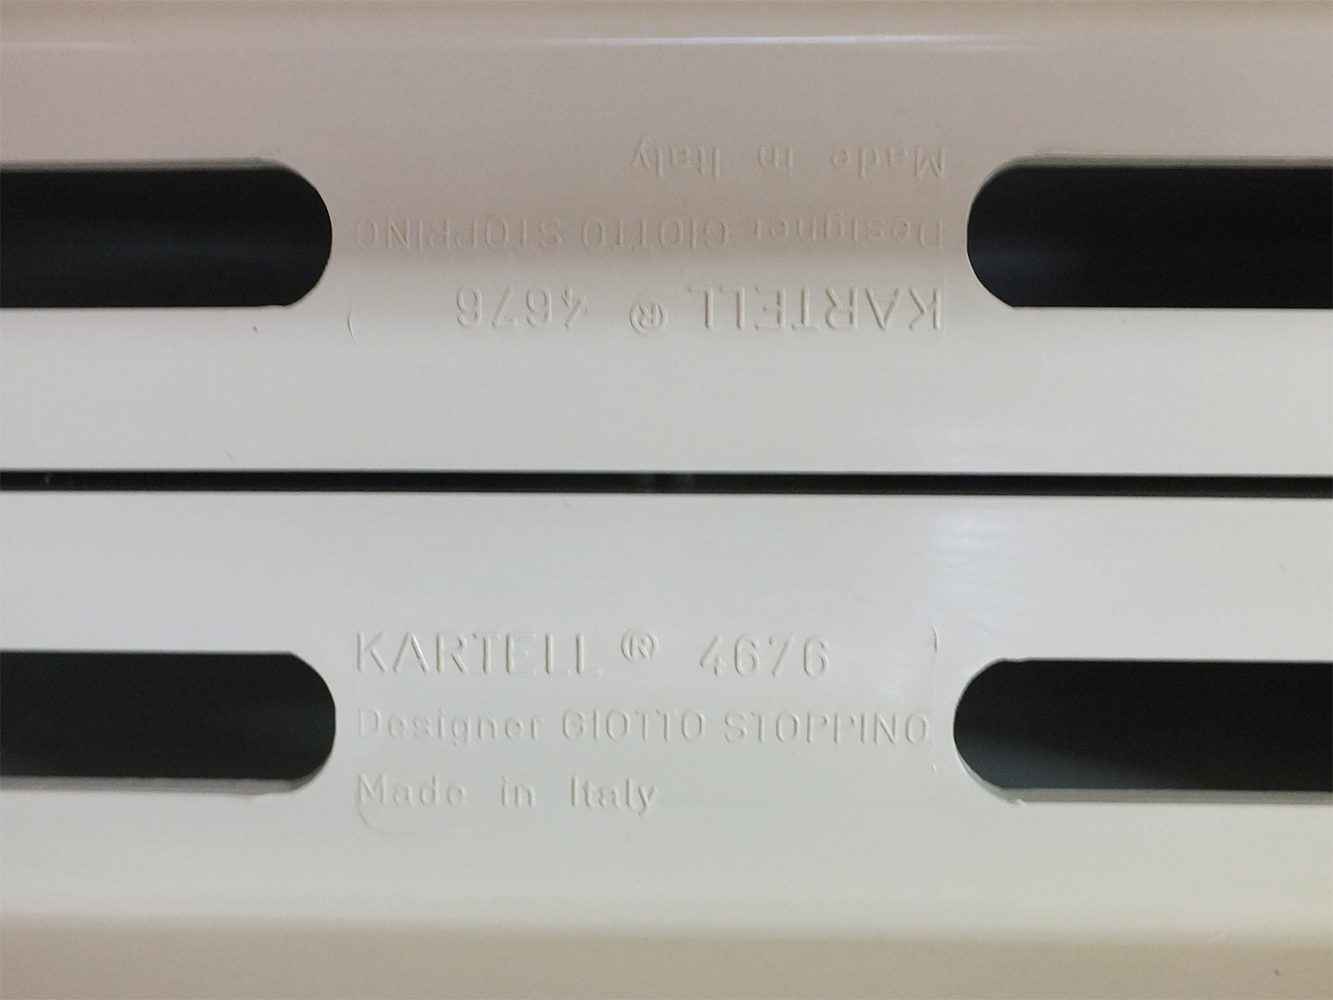 Made in Italy
Designer GIOTTO STOPPINO
KARTELL ® 4676
KARTELL ® 4676
Designer GIOTTO STOPPINO
Made in Italy